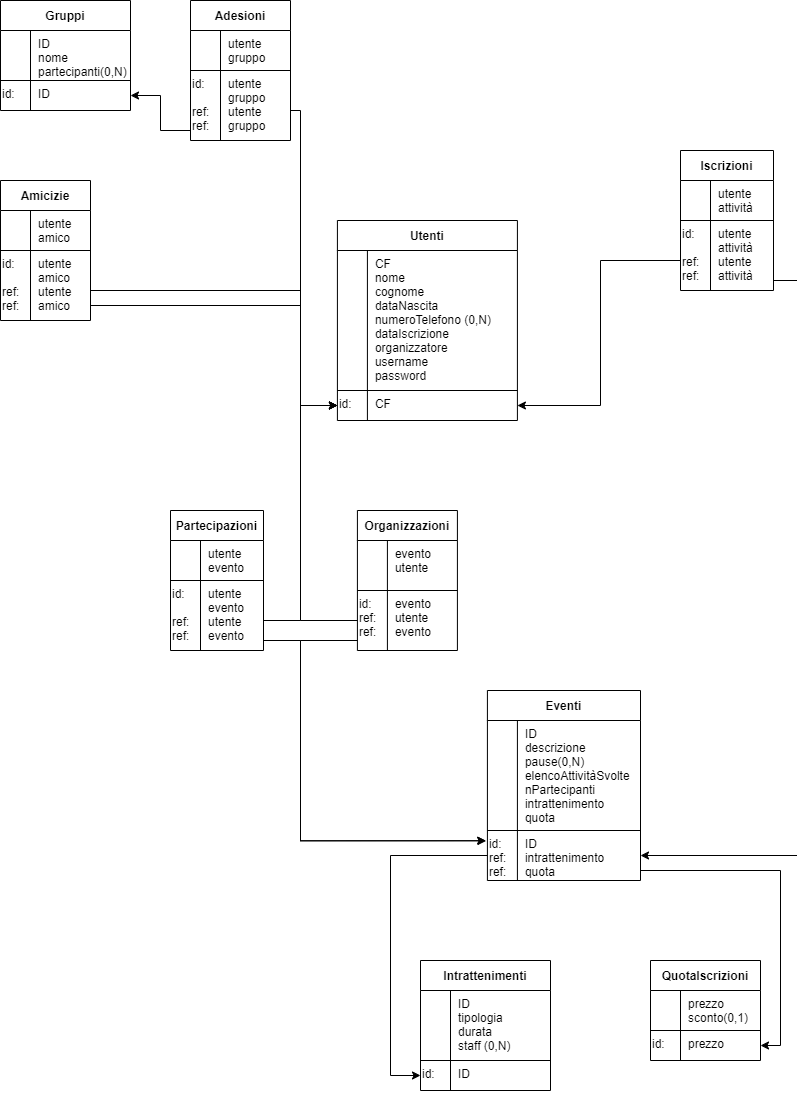 Gruppi
ID
nome
partecipanti(0,N)
id: ID
Adesioni
utente
gruppo
id: utente
gruppo
ref: utente
ref: gruppo
Iscrizioni
utente
attività
id: utente
attività
ref: utente
ref: attività
Amicizie
utente
amico
id: utente
amico
ref: utente
ref: amico
Utenti
CF
nome
cognome
dataNascita
numeroTelefono (0,N)
dataIscrizione
organizzatore
username
password
id: CF
Partecipazioni
utente
evento
id: utente
evento
ref: utente
ref: evento
Organizzazioni
evento
utente
id: evento
ref: utente
ref: evento
Eventi
ID
descrizione
pause(0,N)
elencoAttivitàSvolte
nPartecipanti
intrattenimento
quota
id: ID
ref: intrattenimento
ref: quota
Intrattenimenti
ID
tipologia
durata
staff (0,N)
id: ID
QuotaIscrizioni
prezzo
sconto(0,1)
id: prezzo